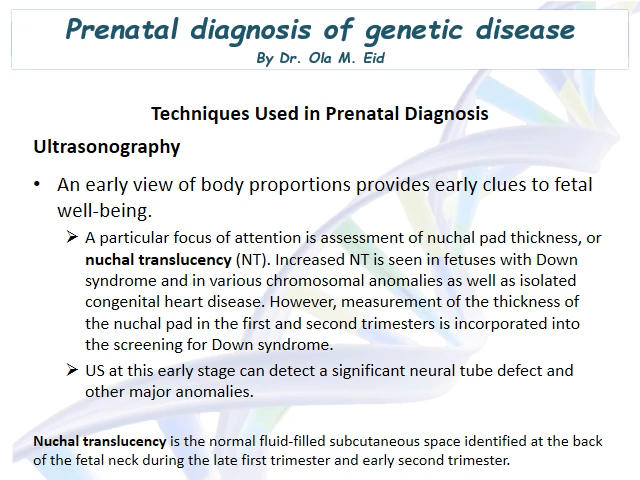 Prenatal diagnosis of genetic disease
By Dr. Ola M. Eid
Techniques Used in Prenatal Diagnosis
Ultrasonography
• An early view of body proportions provides early clues to fetal
well-being.
➢ A particular focus of attention is assessment of nuchal pad thickness, or
nuchal translucency (NT). Increased NT is seen in fetuses with Down
syndrome and in various chromosomal anomalies as well as isolated
congenital heart disease. However, measurement of the thickness of
the nuchal pad in the first and second trimesters is incorporated into
the screening for Down syndrome.
➢ US at this early stage can detect a significant neural tube defect and
other major anomalies.
Nuchal translucency is the normal fluid-filled subcutaneous space identified at the back
of the fetal neck during the late first trimester and early second trimester.